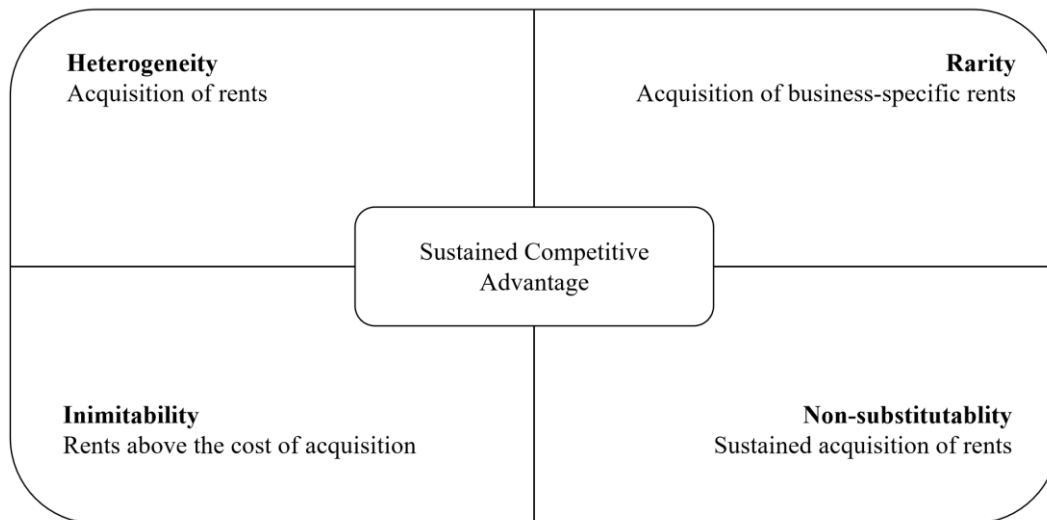 Heterogeneity
Acquisition of rents
Rarity
Acquisition of business-specific rents
Sustained Competitive
Advantage
Inimitability
Rents above the cost of acquisition
Non-substitutablity
Sustained acquisition of rents